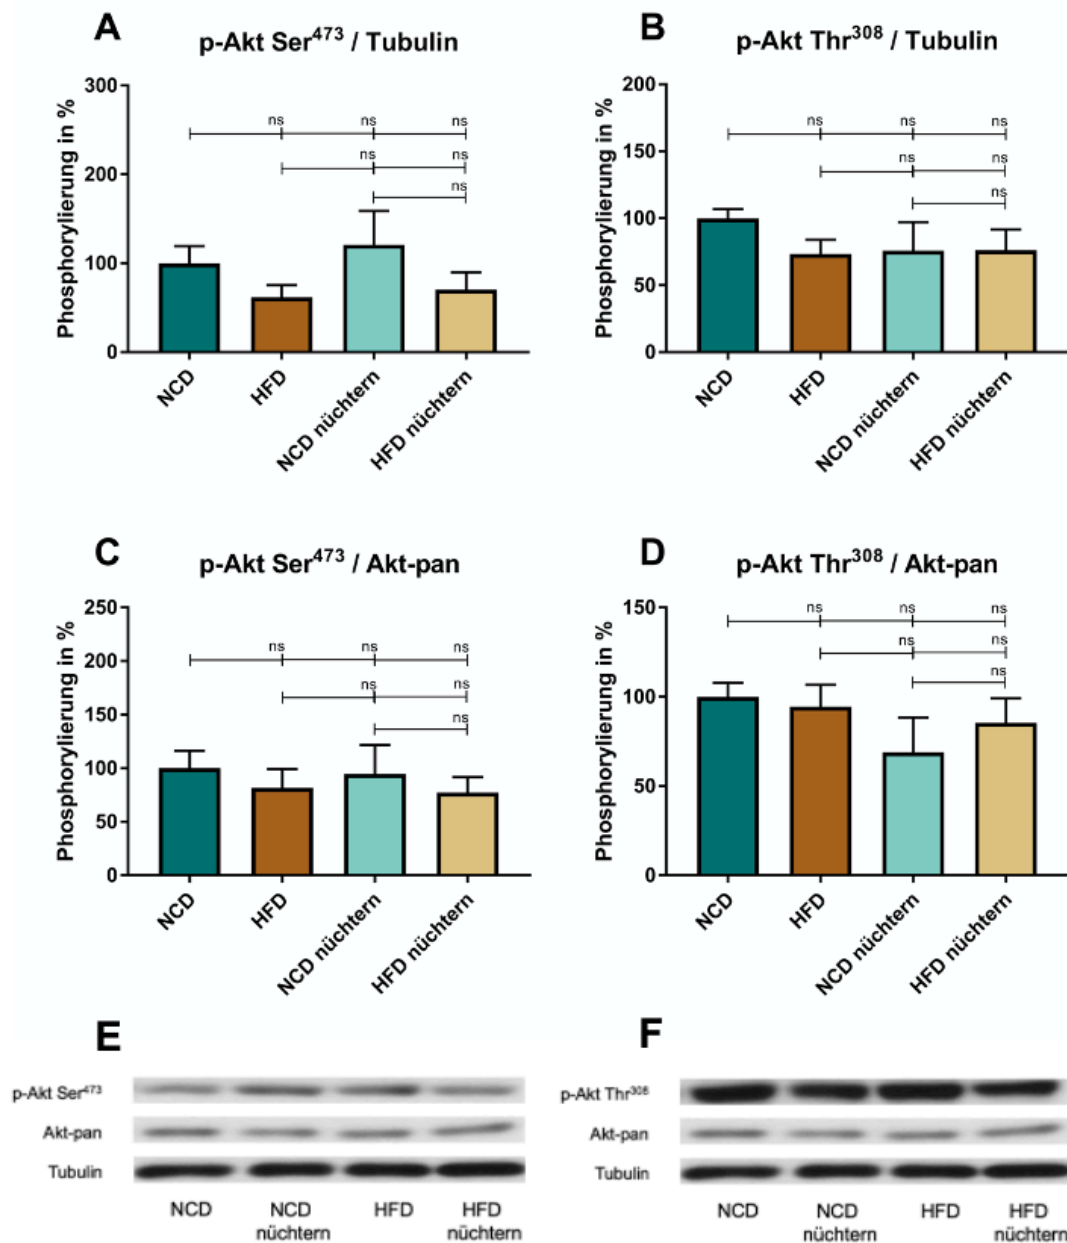 A
p-Akt Ser⁴⁷³ / Tubulin
Phosphorylierung in %
300
200
100
0
ns ns ns
ns ns
ns
NCD
HFD
NCD nüchtern
HFD nüchtern
B
p-Akt Thr³⁰⁸ / Tubulin
Phosphorylierung in %
200
150
100
50
0
ns ns ns
ns ns
ns
NCD
HFD
NCD nüchtern
HFD nüchtern
C
p-Akt Ser⁴⁷³ / Akt-pan
Phosphorylierung in %
250
200
150
100
50
0
ns ns ns
ns ns
ns
NCD
HFD
NCD nüchtern
HFD nüchtern
D
p-Akt Thr³⁰⁸ / Akt-pan
Phosphorylierung in %
150
100
50
0
ns ns ns
ns ns
ns
NCD
HFD
NCD nüchtern
HFD nüchtern
E
p-Akt Ser⁴⁷³
Akt-pan
Tubulin
NCD NCD HFD HFD
nüchtern nüchtern
F
p-Akt Thr³⁰⁸
Akt-pan
Tubulin
NCD NCD HFD HFD
nüchtern nüchtern